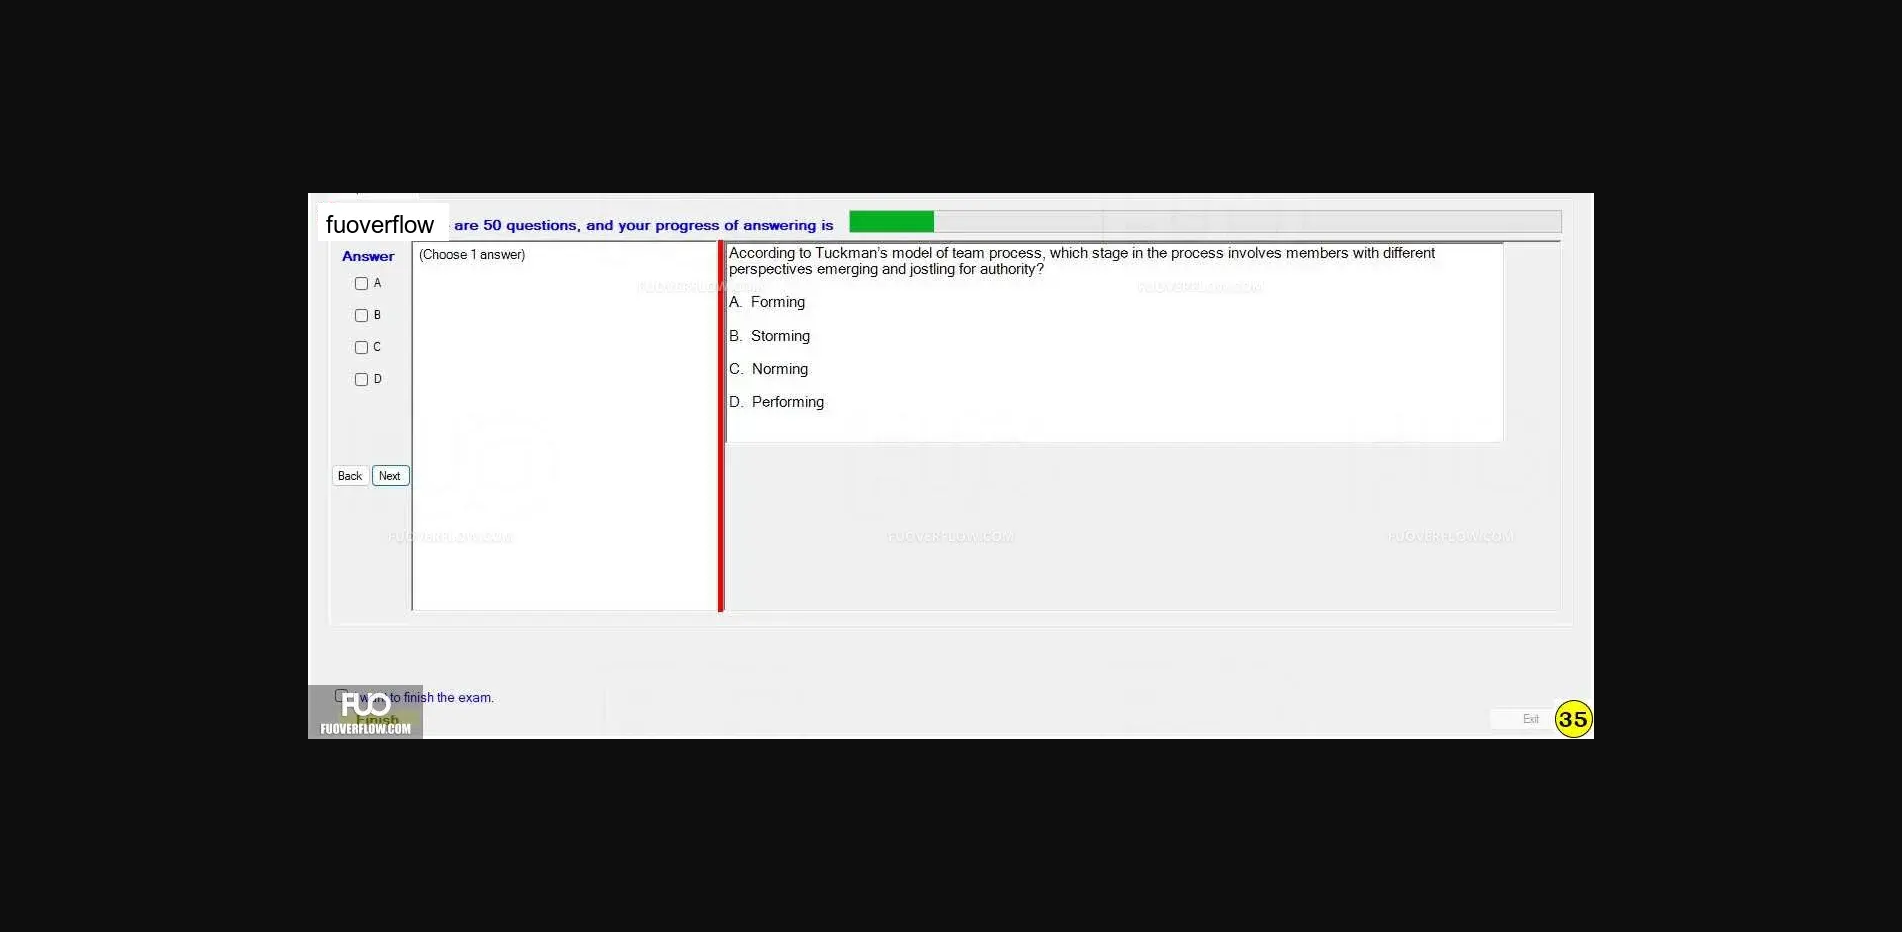 fuoverflow
are 50 questions, and your progress of answering is
Answer
(Choose 1 answer)
A
B
C
D
Back Next
According to Tuckman's model of team process, which stage in the process involves members with different
perspectives emerging and jostling for authority?
A. Forming
B. Storming
C. Norming
D. Performing
FUOVERFLOW.COM
FUOVERFLOW.COM
FUOVERFLOW.COM
FUOVERFLOW.COM
FUOVERFLOW.COM
want to finish the exam.
FUO
Finish
FUOVERFLOW.COM
Exit
35